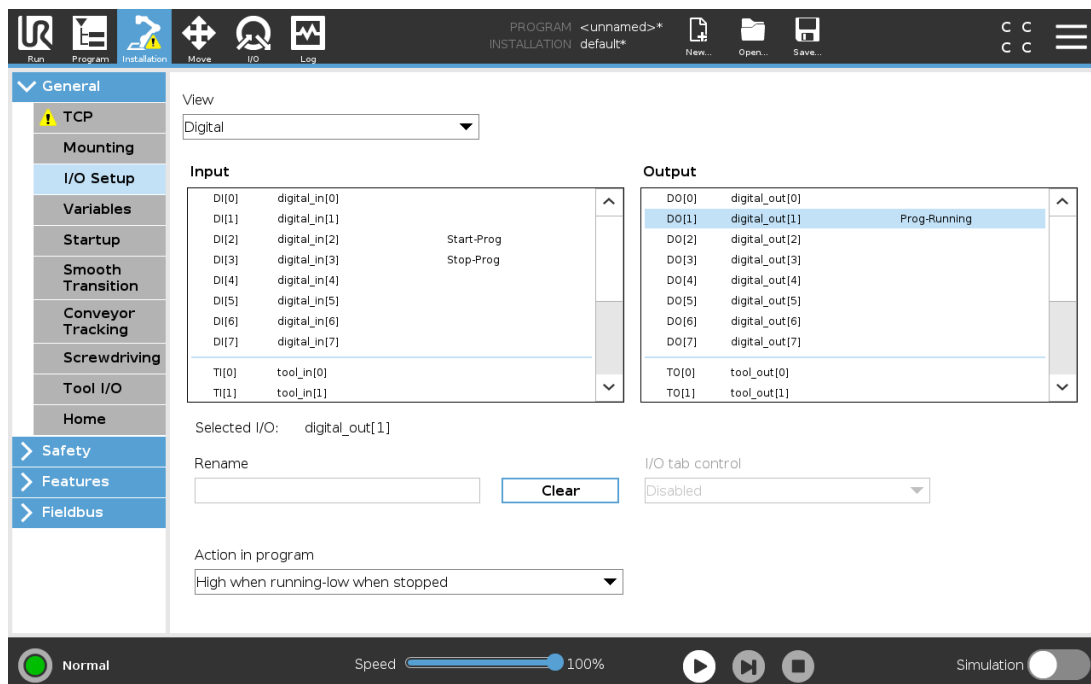 UR
Run
Program
Installation
Move
I/O
Log
PROGRAM <unnamed>*
INSTALLATION default*
New...
Open...
Save...
C C
C C
General
TCP
Mounting
I/O Setup
Variables
Startup
Smooth
Transition
Conveyor
Tracking
Screwdriving
Tool I/O
Home
Safety
Features
Fieldbus
View
Digital
Input
DI[0] digital_in[0]
DI[1] digital_in[1]
DI[2] digital_in[2] Start-Prog
DI[3] digital_in[3] Stop-Prog
DI[4] digital_in[4]
DI[5] digital_in[5]
DI[6] digital_in[6]
DI[7] digital_in[7]
TI[0] tool_in[0]
TI[1] tool_in[1]
Output
DO[0] digital_out[0]
DO[1] digital_out[1] Prog-Running
DO[2] digital_out[2]
DO[3] digital_out[3]
DO[4] digital_out[4]
DO[5] digital_out[5]
DO[6] digital_out[6]
DO[7] digital_out[7]
TO[0] tool_out[0]
TO[1] tool_out[1]
Selected I/O: digital_out[1]
Rename
Clear
I/O tab control
Disabled
Action in program
High when running-low when stopped
Normal
Speed 100%
Simulation